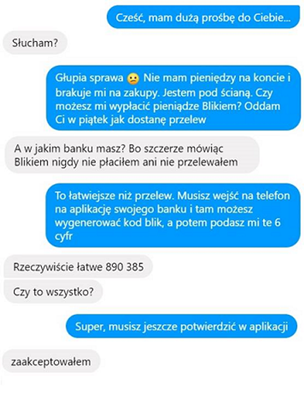 Cześć, mam dużą prośbę do Ciebie...
Słucham?
Głupia sprawa 😟 Nie mam pieniędzy na koncie i
brakuje mi na zakupy. Jestem pod ścianą. Czy
możesz mi wypłacić pieniądze Blikiem? Oddam
Ci w piątek jak dostanę przelew
A w jakim banku masz? Bo szczerze mówiąc
Blikiem nigdy nie płaciłem ani nie przelewałem
To łatwiejsze niż przelew. Musisz wejść na telefon
na aplikację swojego banku i tam możesz
wygenerować kod blik, a potem podasz mi te 6
cyfr
Rzeczywiście łatwe 890 385
Czy to wszystko?
Super, musisz jeszcze potwierdzić w aplikacji
zaakceptowałem